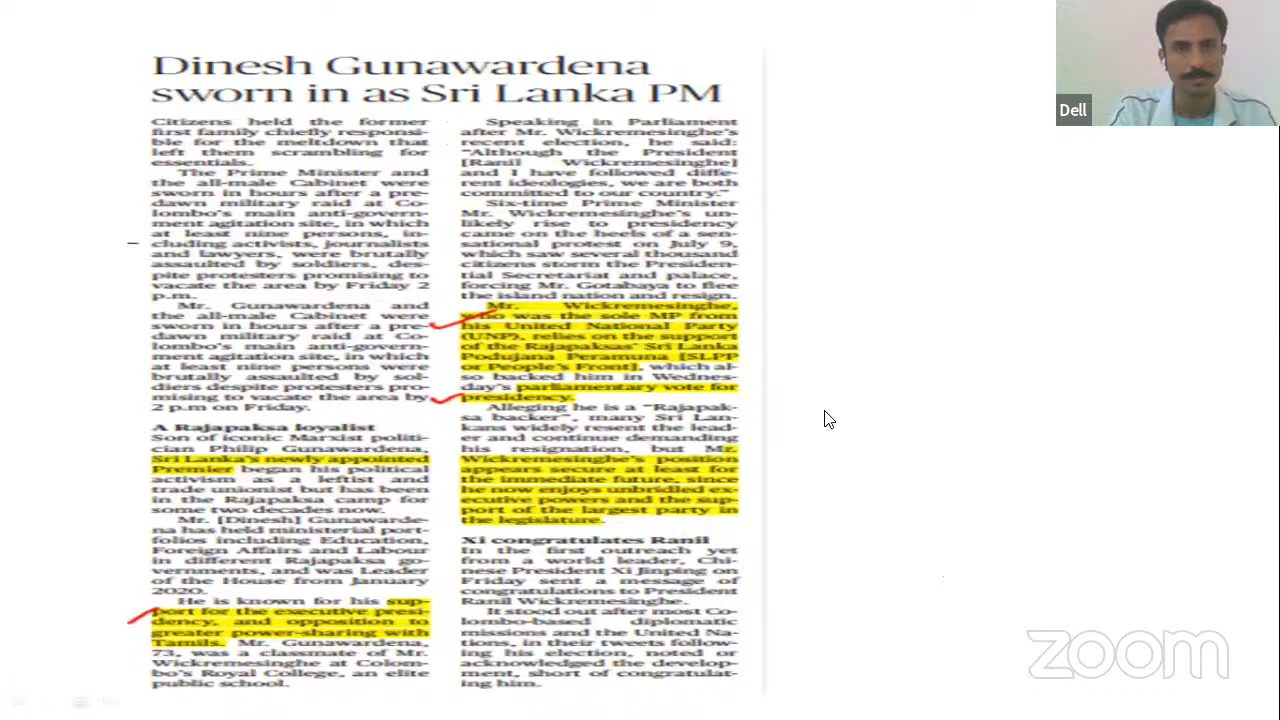 Dinesh Gunawardena
sworn in as Sri Lanka PM
Citizens held the former
first family chiefly responsi-
ble for the meltdown that
left them scrambling for
essentials.
The Prime Minister and
the all-male Cabinet were
sworn in hours after a pre-
dawn military raid at Co-
lombo's main anti-govern-
ment agitation site, in which
at least nine persons, in-
cluding activists, journalists
and lawyers, were brutally
assaulted by soldiers, des-
pite protesters promising to
vacate the area by Friday 2
p.m.
Mr. Gunawardena and
the all-male Cabinet were
sworn in hours after a pre-
dawn military raid at Co-
lombo's main anti-govern-
ment agitation site, in which
at least nine persons were
brutally assaulted by sol-
diers despite protesters pro-
mising to vacate the area by
2 p.m on Friday.
A Rajapaksa loyalist
Son of iconic Marxist politi-
cian Philip Gunawardena,
Sri Lanka's newly appointed
Premier began his political
activism as a leftist and
trade unionist but has been
in the Rajapaksa camp for
some two decades now.
Mr. [Dinesh] Gunawarde-
na has held ministerial port-
folios including Education,
Foreign Affairs and Labour
in different Rajapaksa go-
vernments, and was Leader
of the House from January
2020.
He is known for his sup-
port for the executive presi-
dency, and opposition to
greater power-sharing with
Tamils. Mr. Gunawardena,
73, was a classmate of Mr.
Wickremesinghe at Colom-
bo's Royal College, an elite
public school.
Speaking in Parliament
after Mr. Wickremesinghe's
recent election, he said:
"Although the President
[Ranil Wickremesinghe]
and I have followed diffe-
rent ideologies, we are both
committed to our country."
Six-time Prime Minister
Mr. Wickremesinghe's un-
likely rise to presidency
came on the heels of a sen-
sational protest on July 9,
which saw several thousand
citizens storm the Presiden-
tial Secretariat and palace,
forcing Mr. Gotabaya to flee
the island nation and resign.
Mr. Wickremesinghe,
who was the sole MP from
his United National Party
(UNP), relies on the support
of the Rajapaksas' Sri Lanka
Podujana Peramuna [SLPP
or People's Front], which al-
so backed him in Wednes-
day's parliamentary vote for
presidency.
Alleging he is a "Rajapak-
sa backer", many Sri Lan-
kans widely resent the lead-
er and continue demanding
his resignation, but Mr.
Wickremesinghe's position
appears secure at least for
the immediate future, since
he now enjoys unbridled ex-
ecutive powers and the sup-
port of the largest party in
the legislature.
Xi congratulates Ranil
In the first outreach yet
from a world leader, Chi-
nese President Xi Jinping on
Friday sent a message of
congratulations to President
Ranil Wickremesinghe.
It stood out after most Co-
lombo-based diplomatic
missions and the United Na-
tions, in their tweets follow-
ing his election, noted or
acknowledged the develop-
ment, short of congratulat-
ing him.
Dell
zoom